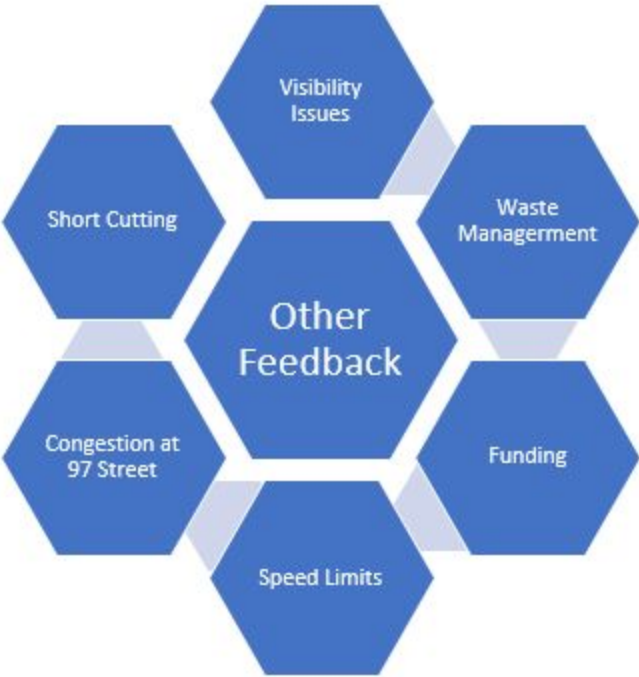 Visibility
Issues
Short Cutting
Waste
Managerment
Other
Feedback
Congestion at
97 Street
Funding
Speed Limits